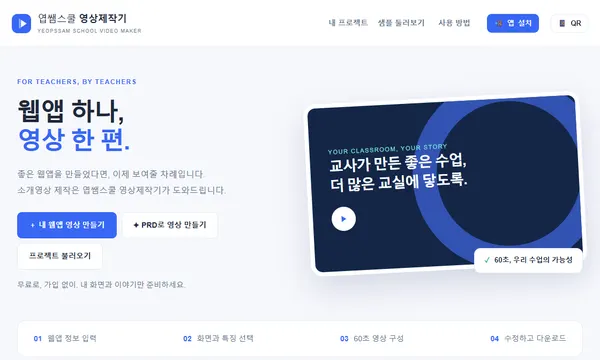 엽쌤스쿨 영상제작기
YEOPSSAM SCHOOL VIDEO MAKER
내 프로젝트
샘플 둘러보기
사용 방법
앱 설치
QR
FOR TEACHERS, BY TEACHERS
웹앱 하나,
영상 한 편.
좋은 웹앱을 만들었다면, 이제 보여줄 차례입니다.
소개영상 제작은 엽쌤스쿨 영상제작기가 도와드립니다.
+ 내 웹앱 영상 만들기
✦ PRD로 영상 만들기
프로젝트 불러오기
무료로, 가입 없이. 내 화면과 이야기만 준비하세요.
YOUR CLASSROOM, YOUR STORY
교사가 만든 좋은 수업,
더 많은 교실에 닿도록.
✓ 60초, 우리 수업의 가능성
01 웹앱 정보 입력
02 화면과 특징 선택
03 60초 영상 구성
04 수정하고 다운로드